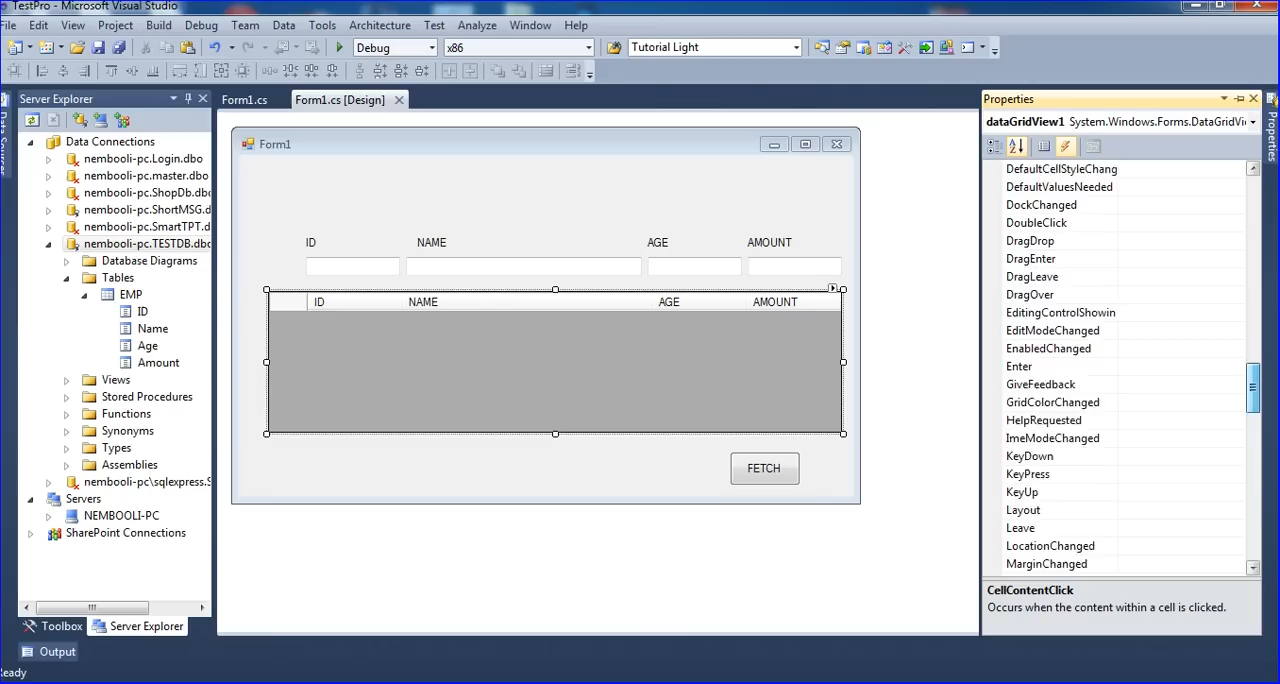 TestPro - Microsoft Visual Studio
File Edit View Project Build Debug Team Data Tools Architecture Test Analyze Window Help
Debug x86 Tutorial Light
Server Explorer
Data Connections
nembooli-pc.Login.dbo
nembooli-pc.master.dbo
nembooli-pc.ShopDb.dbo
nembooli-pc.ShortMSG.d
nembooli-pc.SmartTPT.d
nembooli-pc.TESTDB.dbo
Database Diagrams
Tables
EMP
ID
Name
Age
Amount
Views
Stored Procedures
Functions
Synonyms
Types
Assemblies
nembooli-pc\sqlexpress.S
Servers
NEMBOOLI-PC
SharePoint Connections
Toolbox Server Explorer
Output
Ready
Data Sources
Form1.cs Form1.cs [Design]
Form1
ID NAME AGE AMOUNT
ID NAME AGE AMOUNT
FETCH
Properties
dataGridView1 System.Windows.Forms.DataGridVi
DefaultCellStyleChang
DefaultValuesNeeded
DockChanged
DoubleClick
DragDrop
DragEnter
DragLeave
DragOver
EditingControlShowin
EditModeChanged
EnabledChanged
Enter
GiveFeedback
GridColorChanged
HelpRequested
ImeModeChanged
KeyDown
KeyPress
KeyUp
Layout
Leave
LocationChanged
MarginChanged
CellContentClick
Occurs when the content within a cell is clicked.
Properties